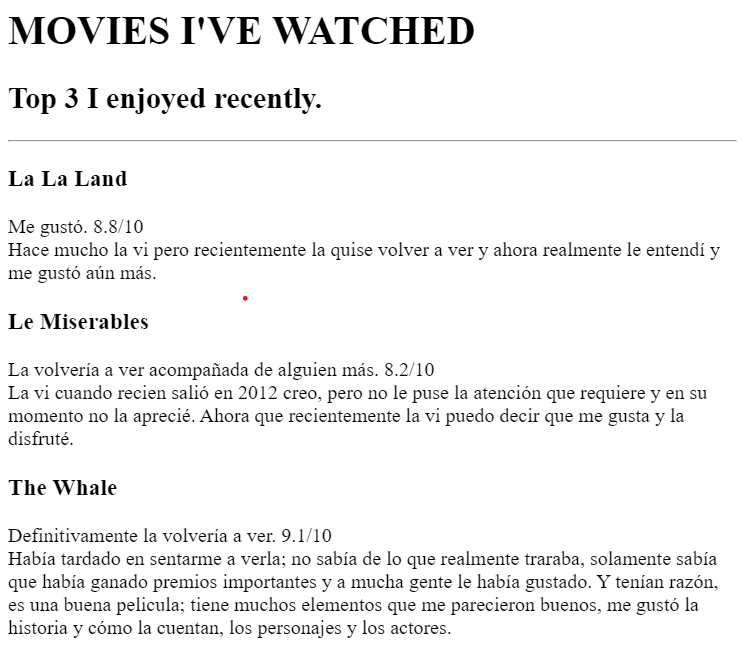 MOVIES I'VE WATCHED
Top 3 I enjoyed recently.
La La Land
Me gustó. 8.8/10
Hace mucho la vi pero recientemente la quise volver a ver y ahora realmente le entendí y
me gustó aún más.
Le Miserables
La volvería a ver acompañada de alguien más. 8.2/10
La vi cuando recien salió en 2012 creo, pero no le puse la atención que requiere y en su
momento no la aprecié. Ahora que recientemente la vi puedo decir que me gusta y la
disfruté.
The Whale
Definitivamente la volvería a ver. 9.1/10
Había tardado en sentarme a verla; no sabía de lo que realmente traraba, solamente sabía
que había ganado premios importantes y a mucha gente le había gustado. Y tenían razón,
es una buena pelicula; tiene muchos elementos que me parecieron buenos, me gustó la
historia y cómo la cuentan, los personajes y los actores.